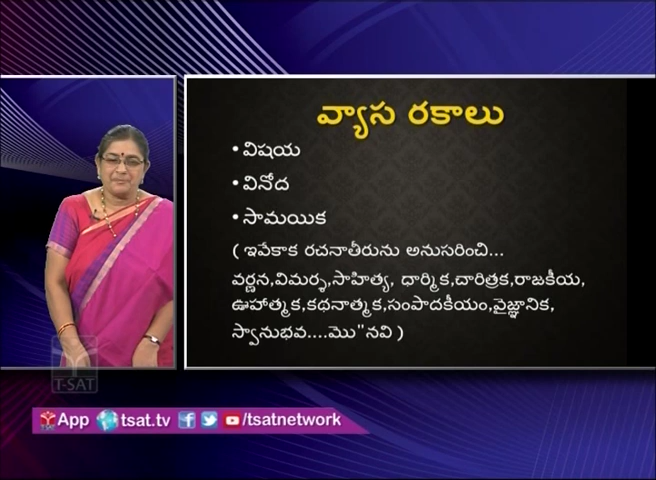 వ్యాస రకాలు
•విషయ
•వినోద
•సామయిక
( ఇవేకాక రచనాతీరును అనుసరించి...
వర్ణన,విమర్శ,సాహిత్య, ధార్మిక,చారిత్రక,రాజకీయ,
ఊహాత్మక,కథనాత్మక,సంపాదకీయం,వైజ్ఞానిక,
స్వానుభవ....మొ"నవి )
T-SAT
App tsat.tv /tsatnetwork